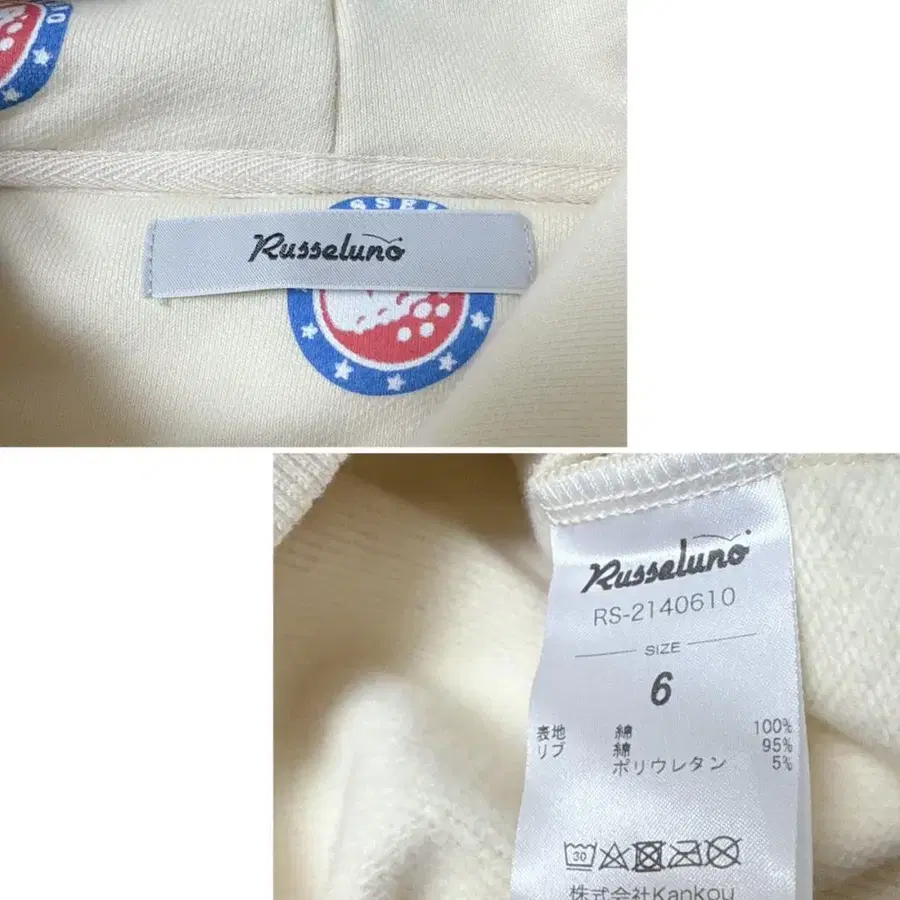 Russeluno
SSEL
Russeluno
RS-2140610
SIZE
6
表地 綿 100%
リブ 綿 95%
ポリウレタン 5%
30
株式会社Kankou